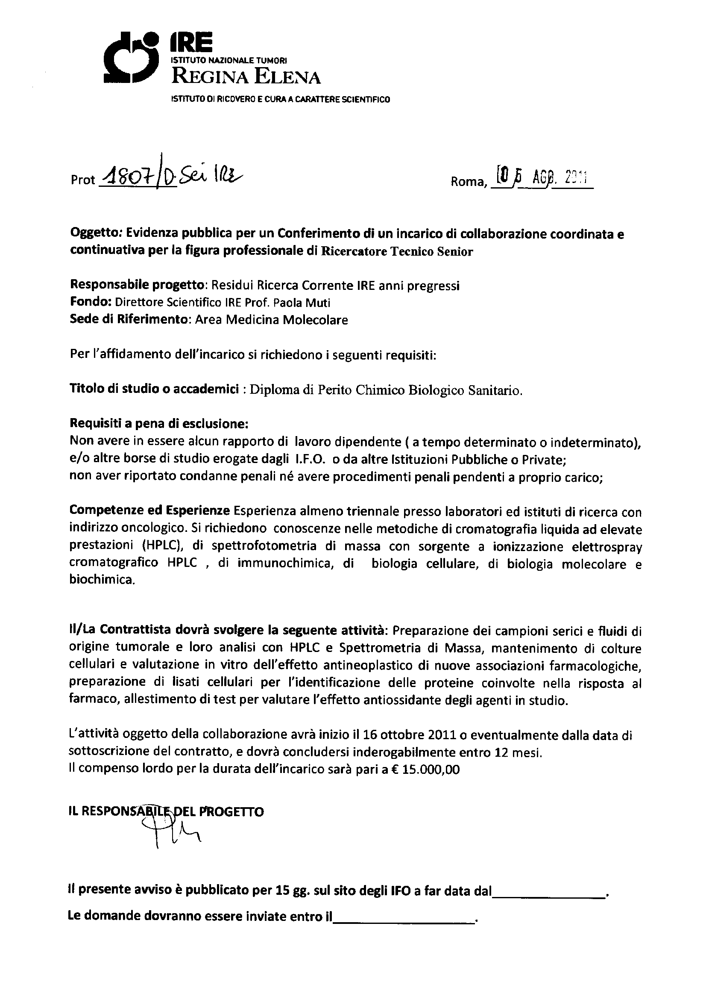 IRE
ISTITUTO NAZIONALE TUMORI
REGINA ELENA
ISTITUTO DI RICOVERO E CURA A CARATTERE SCIENTIFICO
Prot 1807/D.Sci IRE
Roma, 05 AGO. 2011
Oggetto: Evidenza pubblica per un Conferimento di un incarico di collaborazione coordinata e
continuativa per la figura professionale di Ricercatore Tecnico Senior
Responsabile progetto: Residui Ricerca Corrente IRE anni pregressi
Fondo: Direttore Scientifico IRE Prof. Paola Muti
Sede di Riferimento: Area Medicina Molecolare
Per l'affidamento dell'incarico si richiedono i seguenti requisiti:
Titolo di studio o accademici : Diploma di Perito Chimico Biologico Sanitario.
Requisiti a pena di esclusione:
Non avere in essere alcun rapporto di lavoro dipendente ( a tempo determinato o indeterminato),
e/o altre borse di studio erogate dagli I.F.O. o da altre Istituzioni Pubbliche o Private;
non aver riportato condanne penali né avere procedimenti penali pendenti a proprio carico;
Competenze ed Esperienze Esperienza almeno triennale presso laboratori ed istituti di ricerca con
indirizzo oncologico. Si richiedono conoscenze nelle metodiche di cromatografia liquida ad elevate
prestazioni (HPLC), di spettrofotometria di massa con sorgente a ionizzazione elettrospray
cromatografico HPLC , di immunochimica, di biologia cellulare, di biologia molecolare e
biochimica.
Il/La Contrattista dovrà svolgere la seguente attività: Preparazione dei campioni serici e fluidi di
origine tumorale e loro analisi con HPLC e Spettrometria di Massa, mantenimento di colture
cellulari e valutazione in vitro dell'effetto antineoplastico di nuove associazioni farmacologiche,
preparazione di lisati cellulari per l'identificazione delle proteine coinvolte nella risposta al
farmaco, allestimento di test per valutare l'effetto antiossidante degli agenti in studio.
L'attività oggetto della collaborazione avrà inizio il 16 ottobre 2011 o eventualmente dalla data di
sottoscrizione del contratto, e dovrà concludersi inderogabilmente entro 12 mesi.
Il compenso lordo per la durata dell'incarico sarà pari a € 15.000,00
IL RESPONSABILE DEL PROGETTO
Il presente avviso è pubblicato per 15 gg. sul sito degli IFO a far data dal________________.
Le domande dovranno essere inviate entro il____________________.